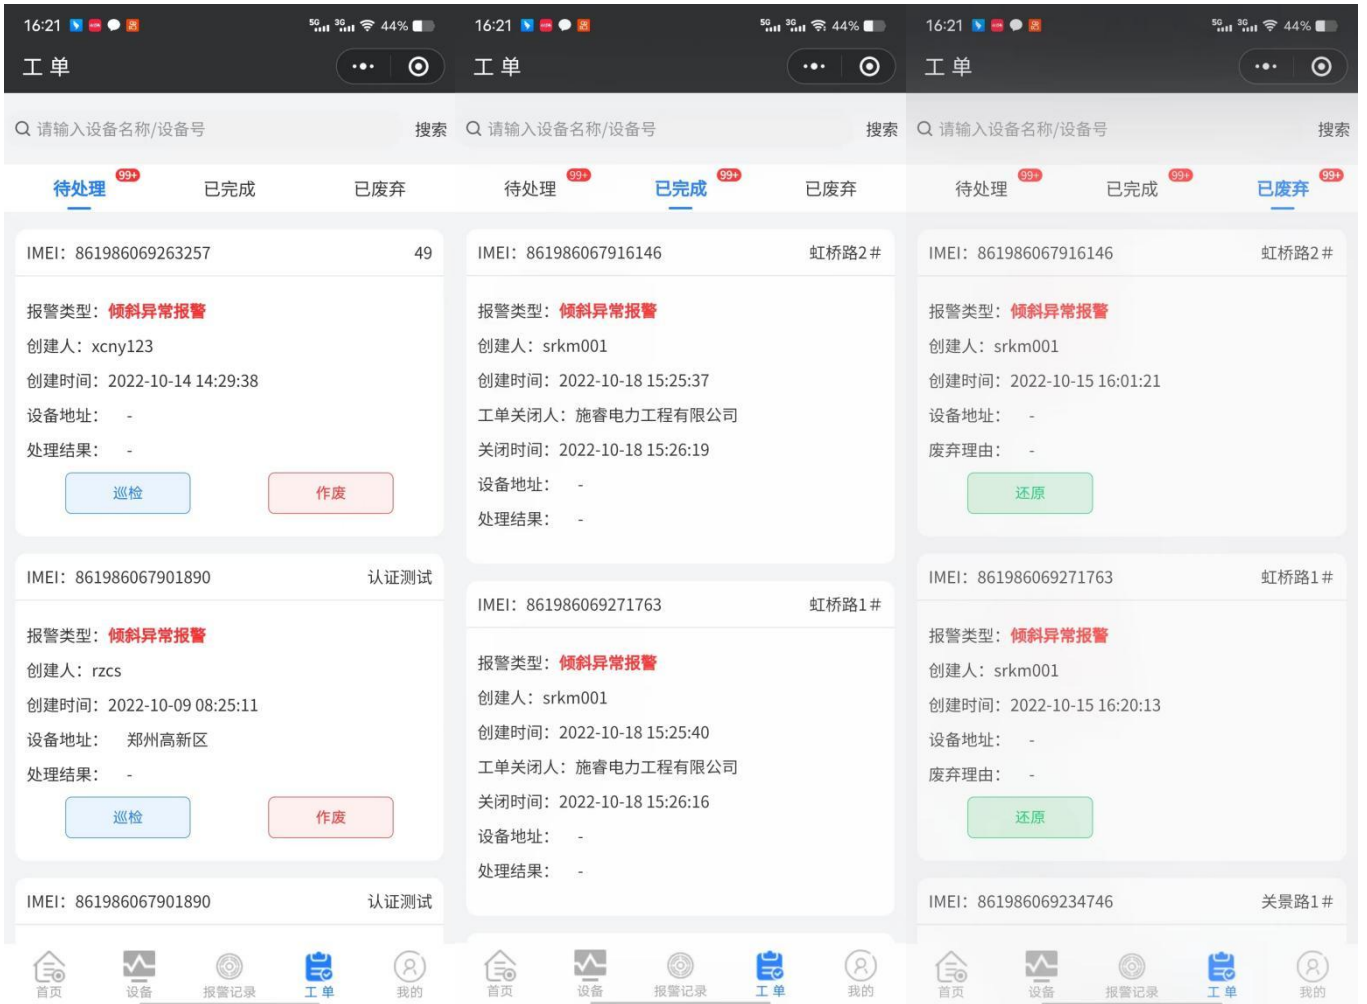 16:21 5G 3G 44%
工单
请输入设备名称/设备号 搜索
待处理 99+ 已完成 已废弃
IMEI：861986069263257 49
报警类型：倾斜异常报警
创建人：xcny123
创建时间：2022-10-14 14:29:38
设备地址： -
处理结果： -
巡检 作废
IMEI：861986067901890 认证测试
报警类型：倾斜异常报警
创建人：rzcs
创建时间：2022-10-09 08:25:11
设备地址： 郑州高新区
处理结果： -
巡检 作废
IMEI：861986067901890 认证测试
首页 设备 报警记录 工单 我的
16:21 5G 3G 44%
工单
请输入设备名称/设备号 搜索
待处理 99+ 已完成 99+ 已废弃
IMEI：861986067916146 虹桥路2#
报警类型：倾斜异常报警
创建人：srkm001
创建时间：2022-10-18 15:25:37
工单关闭人：施睿电力工程有限公司
关闭时间：2022-10-18 15:26:19
设备地址： -
处理结果： -
IMEI：861986069271763 虹桥路1#
报警类型：倾斜异常报警
创建人：srkm001
创建时间：2022-10-18 15:25:40
工单关闭人：施睿电力工程有限公司
关闭时间：2022-10-18 15:26:16
设备地址： -
处理结果： -
首页 设备 报警记录 工单 我的
16:21 5G 3G 44%
工单
请输入设备名称/设备号 搜索
待处理 99+ 已完成 99+ 已废弃 99+
IMEI：861986067916146 虹桥路2#
报警类型：倾斜异常报警
创建人：srkm001
创建时间：2022-10-15 16:01:21
设备地址： -
废弃理由： -
还原
IMEI：861986069271763 虹桥路1#
报警类型：倾斜异常报警
创建人：srkm001
创建时间：2022-10-15 16:20:13
设备地址： -
废弃理由： -
还原
IMEI：861986069234746 关景路1#
首页 设备 报警记录 工单 我的